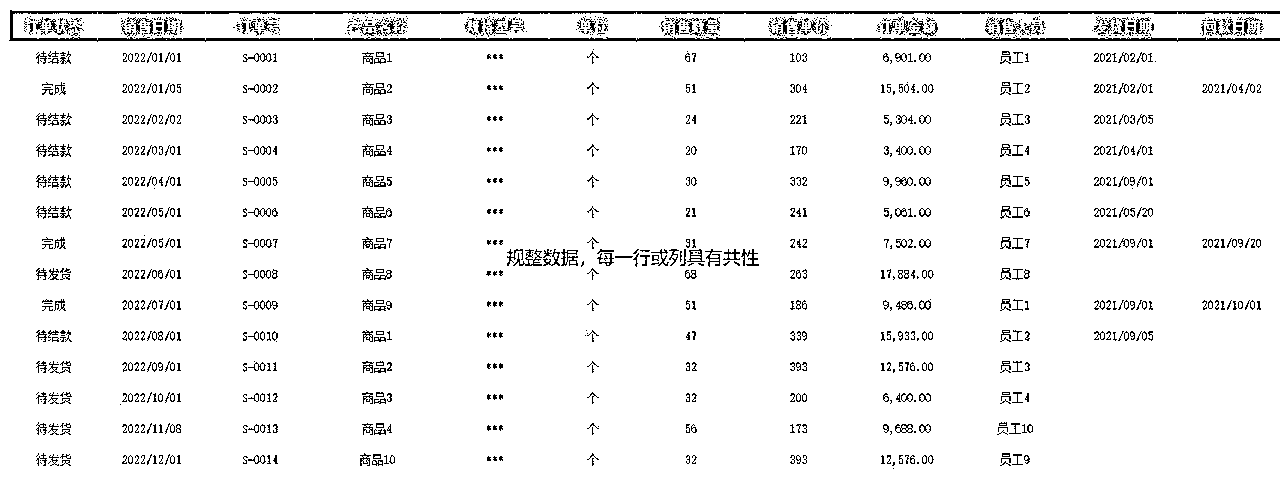 订单状态 销售日期 订单号 产品名称 规格型号 单位 销售数量 销售单价 订单金额 销售人员 发货日期 回款日期
待结款 2022/01/01 S-0001 商品1 *** 个 67 103 6,901.00 员工1 2021/02/01
完成 2022/01/05 S-0002 商品2 *** 个 51 304 15,504.00 员工2 2021/02/01 2021/04/02
待结款 2022/02/02 S-0003 商品3 *** 个 24 221 5,304.00 员工3 2021/03/05
待结款 2022/03/01 S-0004 商品4 *** 个 20 170 3,400.00 员工4 2021/04/01
待结款 2022/04/01 S-0005 商品5 *** 个 30 332 9,960.00 员工5 2021/09/01
待结款 2022/05/01 S-0006 商品6 *** 个 21 241 5,061.00 员工6 2021/05/20
完成 2022/05/01 S-0007 商品7 *** 个 31 242 7,502.00 员工7 2021/09/01 2021/09/20
规整数据，每一行或列具有共性
待发货 2022/06/01 S-0008 商品8 *** 个 68 263 17,884.00 员工8
完成 2022/07/01 S-0009 商品9 *** 个 51 186 9,486.00 员工1 2021/09/01 2021/10/01
待结款 2022/08/01 S-0010 商品1 *** 个 47 339 15,933.00 员工2 2021/09/05
待发货 2022/09/01 S-0011 商品2 *** 个 32 393 12,576.00 员工3
待发货 2022/10/01 S-0012 商品3 *** 个 32 200 6,400.00 员工4
待发货 2022/11/08 S-0013 商品4 *** 个 56 173 9,688.00 员工10
待发货 2022/12/01 S-0014 商品10 *** 个 32 393 12,576.00 员工9